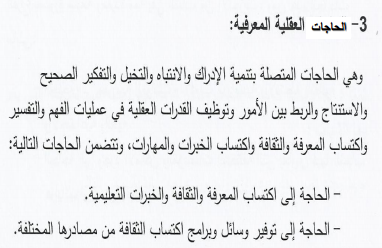 3- الحاجات العقلية المعرفية:
وهي الحاجات المتصلة بتنمية الإدراك والانتباه والتخيل والتفكير الصحيح
والاستنتاج والربط بين الأمور وتوظيف القدرات العقلية في عمليات الفهم والتفسير
واكتساب المعرفة والثقافة واكتساب الخبرات والمهارات، وتتضمن الحاجات التالية:
- الحاجة إلى اكتساب المعرفة والثقافة والخبرات التعليمية.
- الحاجة إلى توفير وسائل وبرامج اكتساب الثقافة من مصادرها المختلفة.